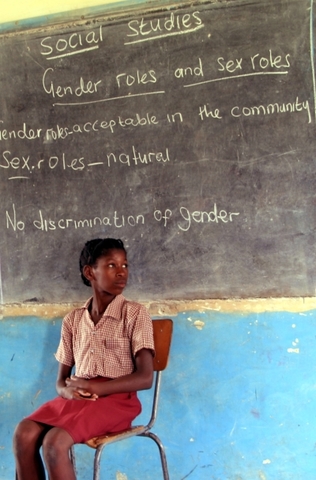 Social Studies
Gender roles and sex roles
Gender roles-acceptable in the community
Sex.roles-natural
No discrimination of gender